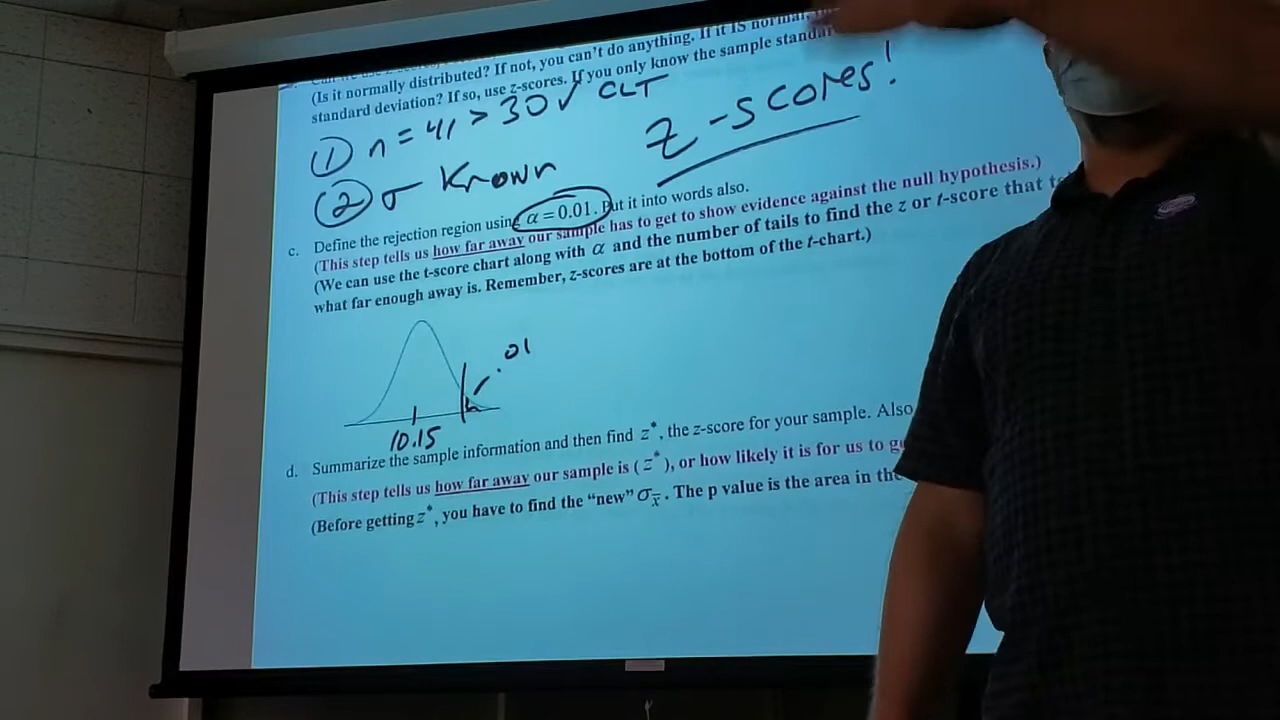 (Is it normally distributed? If not, you can't do anything. If it IS normal,
standard deviation? If so, use z-scores. If you only know the sample standar
① n = 41 > 30 ✓ CLT
z-scores!
② σ Known
c. Define the rejection region using α = 0.01. Put it into words also.
(This step tells us how far away our sample has to get to show evidence against the null hypothesis.)
(We can use the t-score chart along with α and the number of tails to find the z or t-score that
what far enough away is. Remember, z-scores are at the bottom of the t-chart.)
.01
10.15
d. Summarize the sample information and then find z*, the z-score for your sample. Also
(This step tells us how far away our sample is (z*), or how likely it is for us to
(Before getting z*, you have to find the “new” σx̄. The p value is the area in the